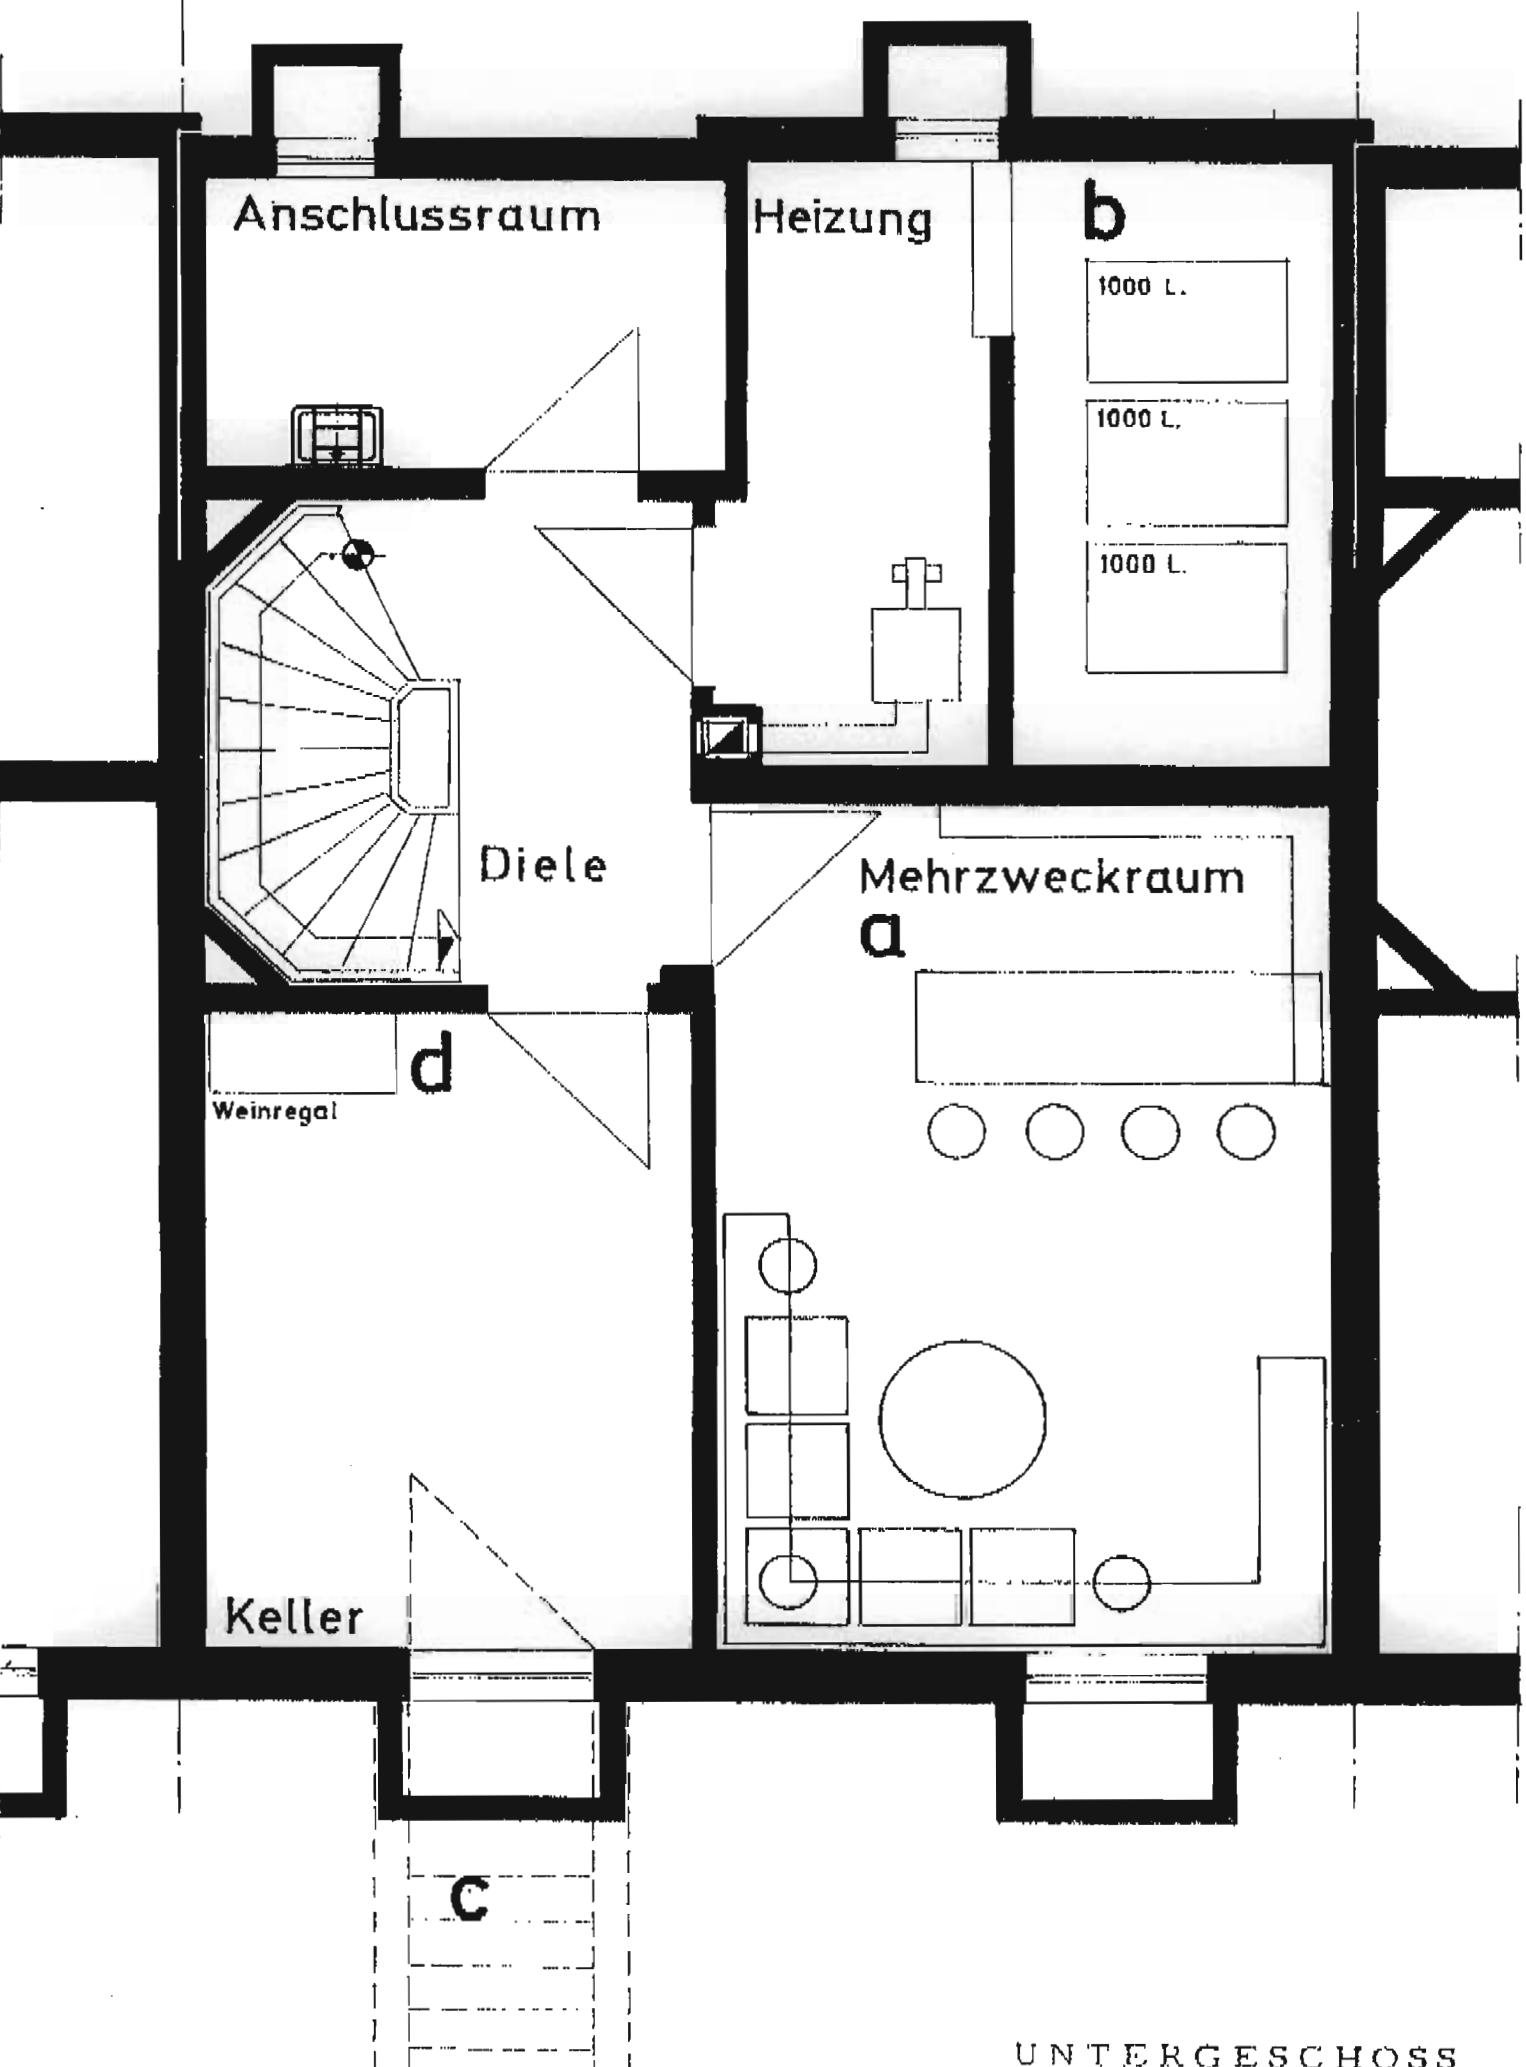 Anschlussraum
Heizung
b
1000 L.
1000 L.
1000 L.
Diele
Mehrzweckraum
a
d
Weinregal
Keller
c
UNTERGESCHOSS